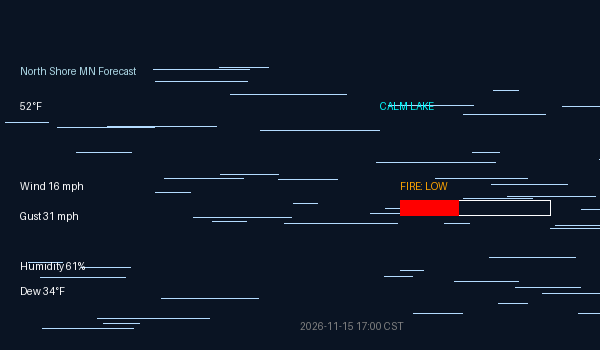 North Shore MN Forecast
52°F
CALM LAKE
Wind 16 mph
FIRE: LOW
Gust 31 mph
Humidity 61%
Dew 34°F
2026-11-15 17:00 CST